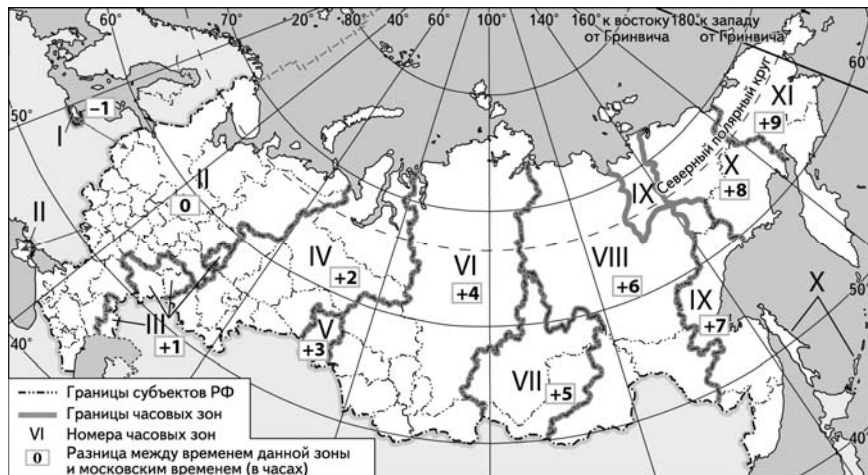 60°
70°
20
-80°
40
60
80
100°
120
140
160°
к востоку
от Гринвича
180°
к западу
от Гринвича
60°
50°
–1
I
II
0
Северный полярный круг
XI
+9
X
+8
IX
II
IV
+2
VI
+4
VIII
+6
IX
+7
X
50°
III
+1
V
+3
VII
+5
40°
40°
Границы субъектов РФ
Границы часовых зон
VI Номера часовых зон
0 Разница между временем данной зоны
и московским временем (в часах)